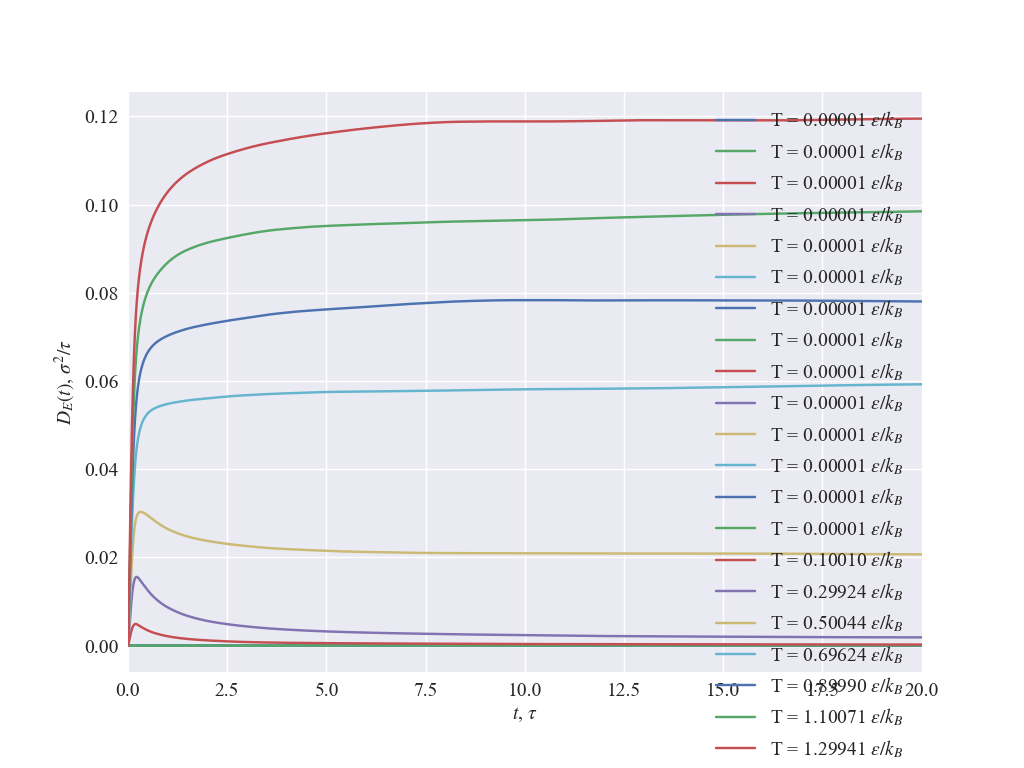 0.12
0.10
0.08
0.06
0.04
0.02
0.00
D_E(t), σ²/τ
0.0 2.5 5.0 7.5 10.0 12.5 15.0 17.5 20.0
t, τ
T = 0.00001 ε/k_B
T = 0.00001 ε/k_B
T = 0.00001 ε/k_B
T = 0.00001 ε/k_B
T = 0.00001 ε/k_B
T = 0.00001 ε/k_B
T = 0.00001 ε/k_B
T = 0.00001 ε/k_B
T = 0.00001 ε/k_B
T = 0.00001 ε/k_B
T = 0.00001 ε/k_B
T = 0.00001 ε/k_B
T = 0.00001 ε/k_B
T = 0.00001 ε/k_B
T = 0.10010 ε/k_B
T = 0.29924 ε/k_B
T = 0.50044 ε/k_B
T = 0.69624 ε/k_B
T = 0.89990 ε/k_B
T = 1.10071 ε/k_B
T = 1.29941 ε/k_B